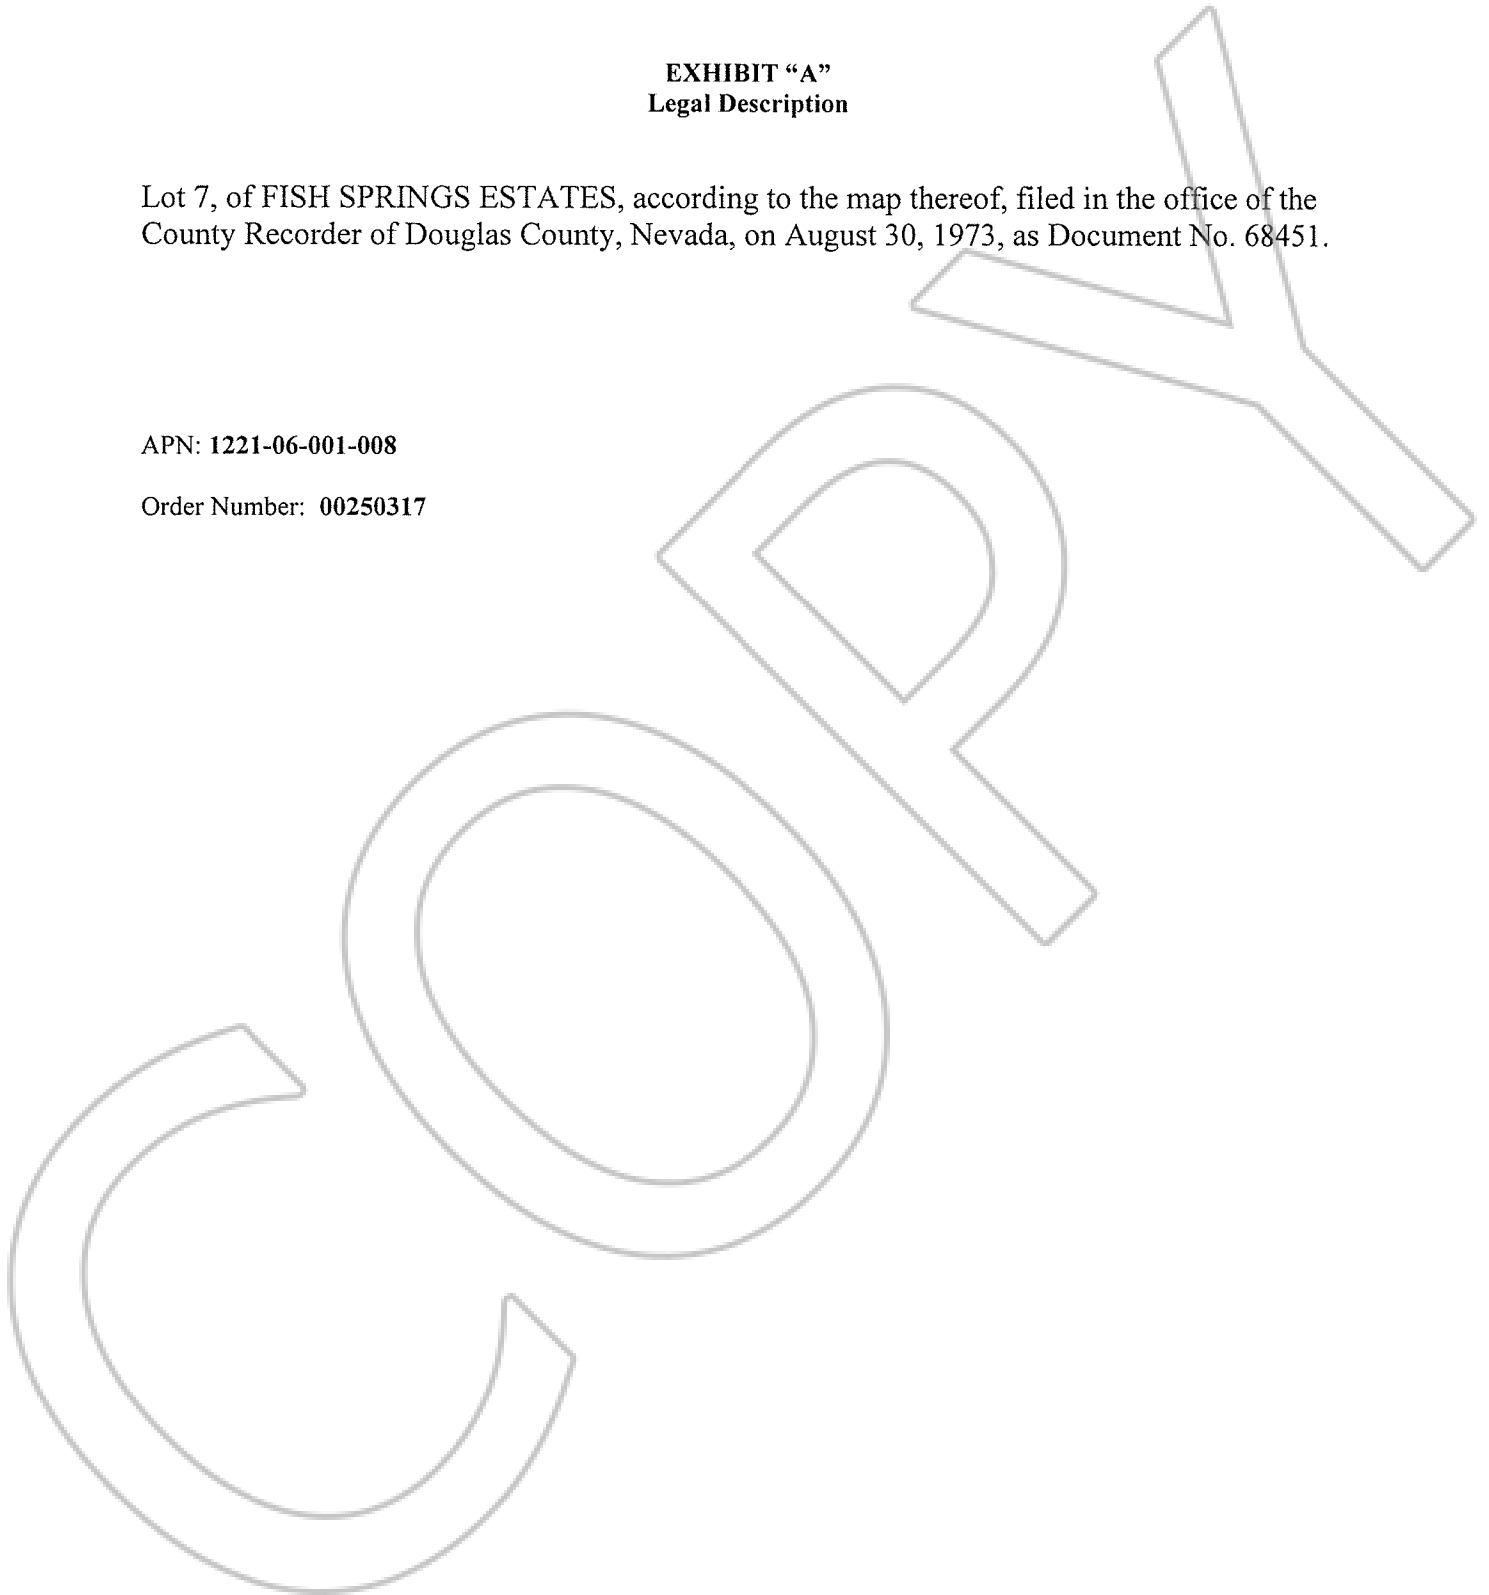 EXHIBIT “A”
Legal Description
Lot 7, of FISH SPRINGS ESTATES, according to the map thereof, filed in the office of the
County Recorder of Douglas County, Nevada, on August 30, 1973, as Document No. 68451.
APN: 1221-06-001-008
Order Number: 00250317
COPY